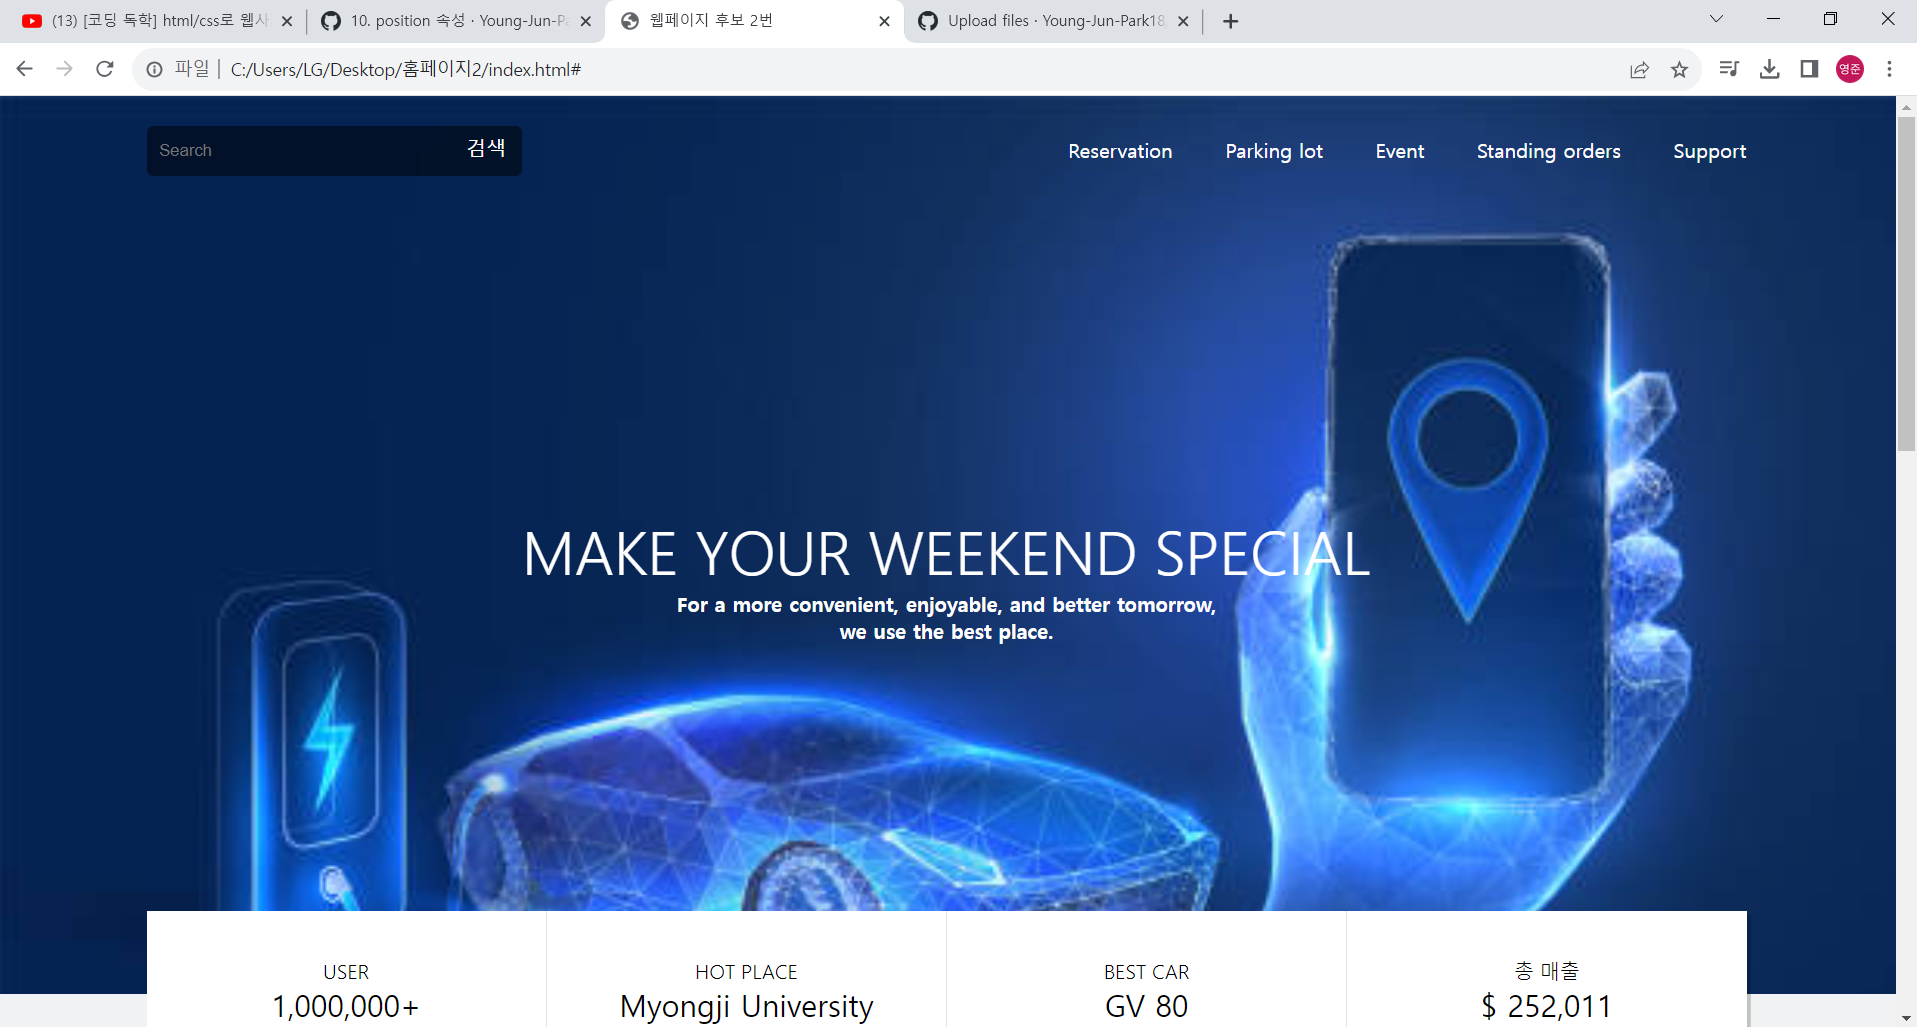 (13) [코딩 독학] html/css로 웹사
10. position 속성 · Young-Jun-Pa
웹페이지 후보 2번
Upload files · Young-Jun-Park18
파일 | C:/Users/LG/Desktop/홈페이지2/index.html#
영준
Search 검색
Reservation Parking lot Event Standing orders Support
MAKE YOUR WEEKEND SPECIAL
For a more convenient, enjoyable, and better tomorrow,
we use the best place.
USER
1,000,000+
HOT PLACE
Myongji University
BEST CAR
GV 80
총 매출
$ 252,011